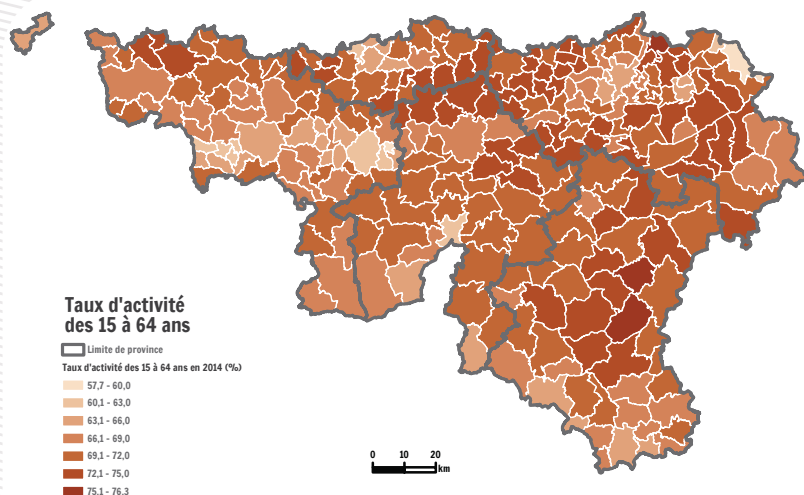 Taux d'activité
des 15 à 64 ans
Limite de province
Taux d'activité des 15 à 64 ans en 2014 (%)
57,7 - 60,0
60,1 - 63,0
63,1 - 66,0
66,1 - 69,0
69,1 - 72,0
72,1 - 75,0
75,1 - 76,3
0 10 20
km